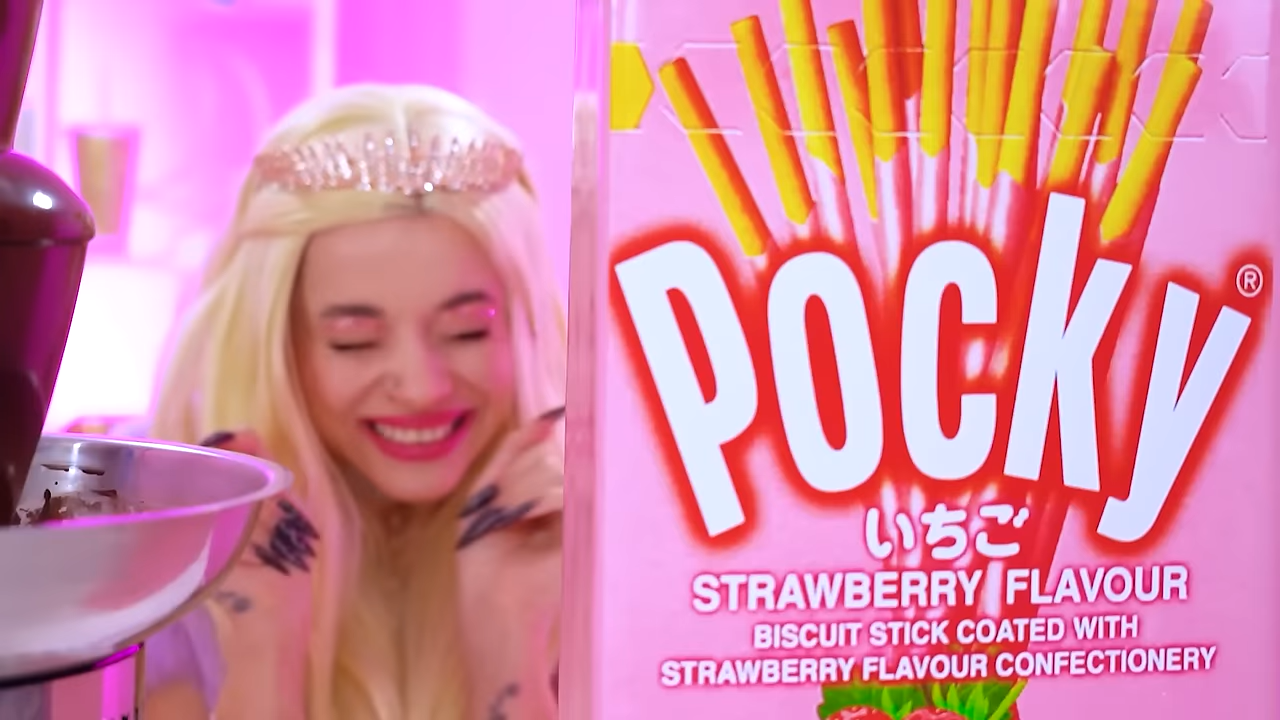 Pocky®
いちご
STRAWBERRY FLAVOUR
BISCUIT STICK COATED WITH
STRAWBERRY FLAVOUR CONFECTIONERY